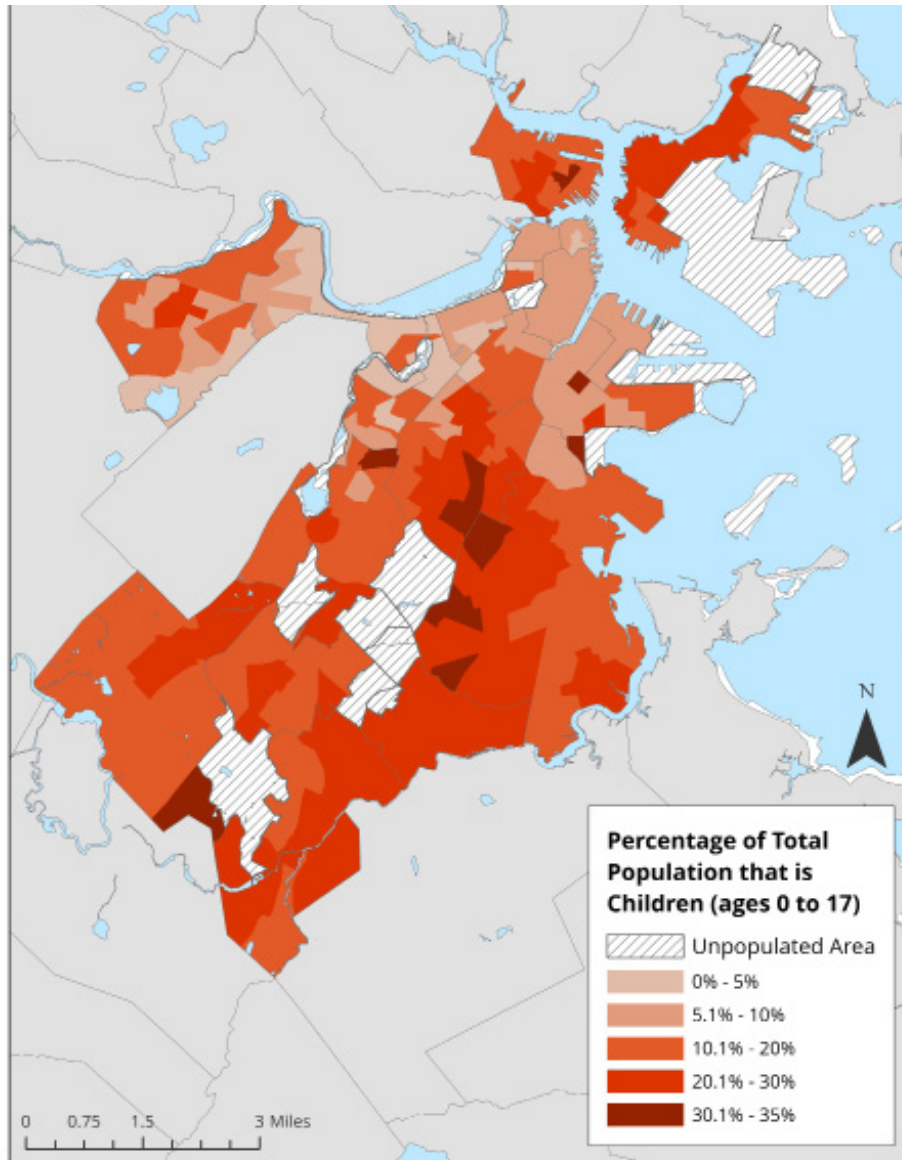 N
Percentage of Total
Population that is
Children (ages 0 to 17)
Unpopulated Area
0% - 5%
5.1% - 10%
10.1% - 20%
20.1% - 30%
30.1% - 35%
0 0.75 1.5 3 Miles